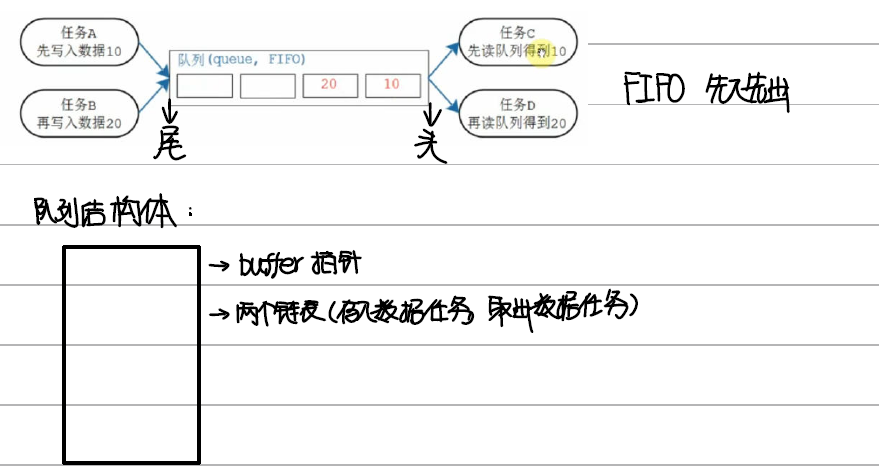 任务A
先写入数据10
任务B
再写入数据20
队列(queue, FIFO)
20 10
任务C
先读队列得到10
任务D
再读队列得到20
尾
头
FIFO 先入先出
队列结构体：
→ buffer 指针
→ 两个链表(存入数据任务, 取出数据任务)